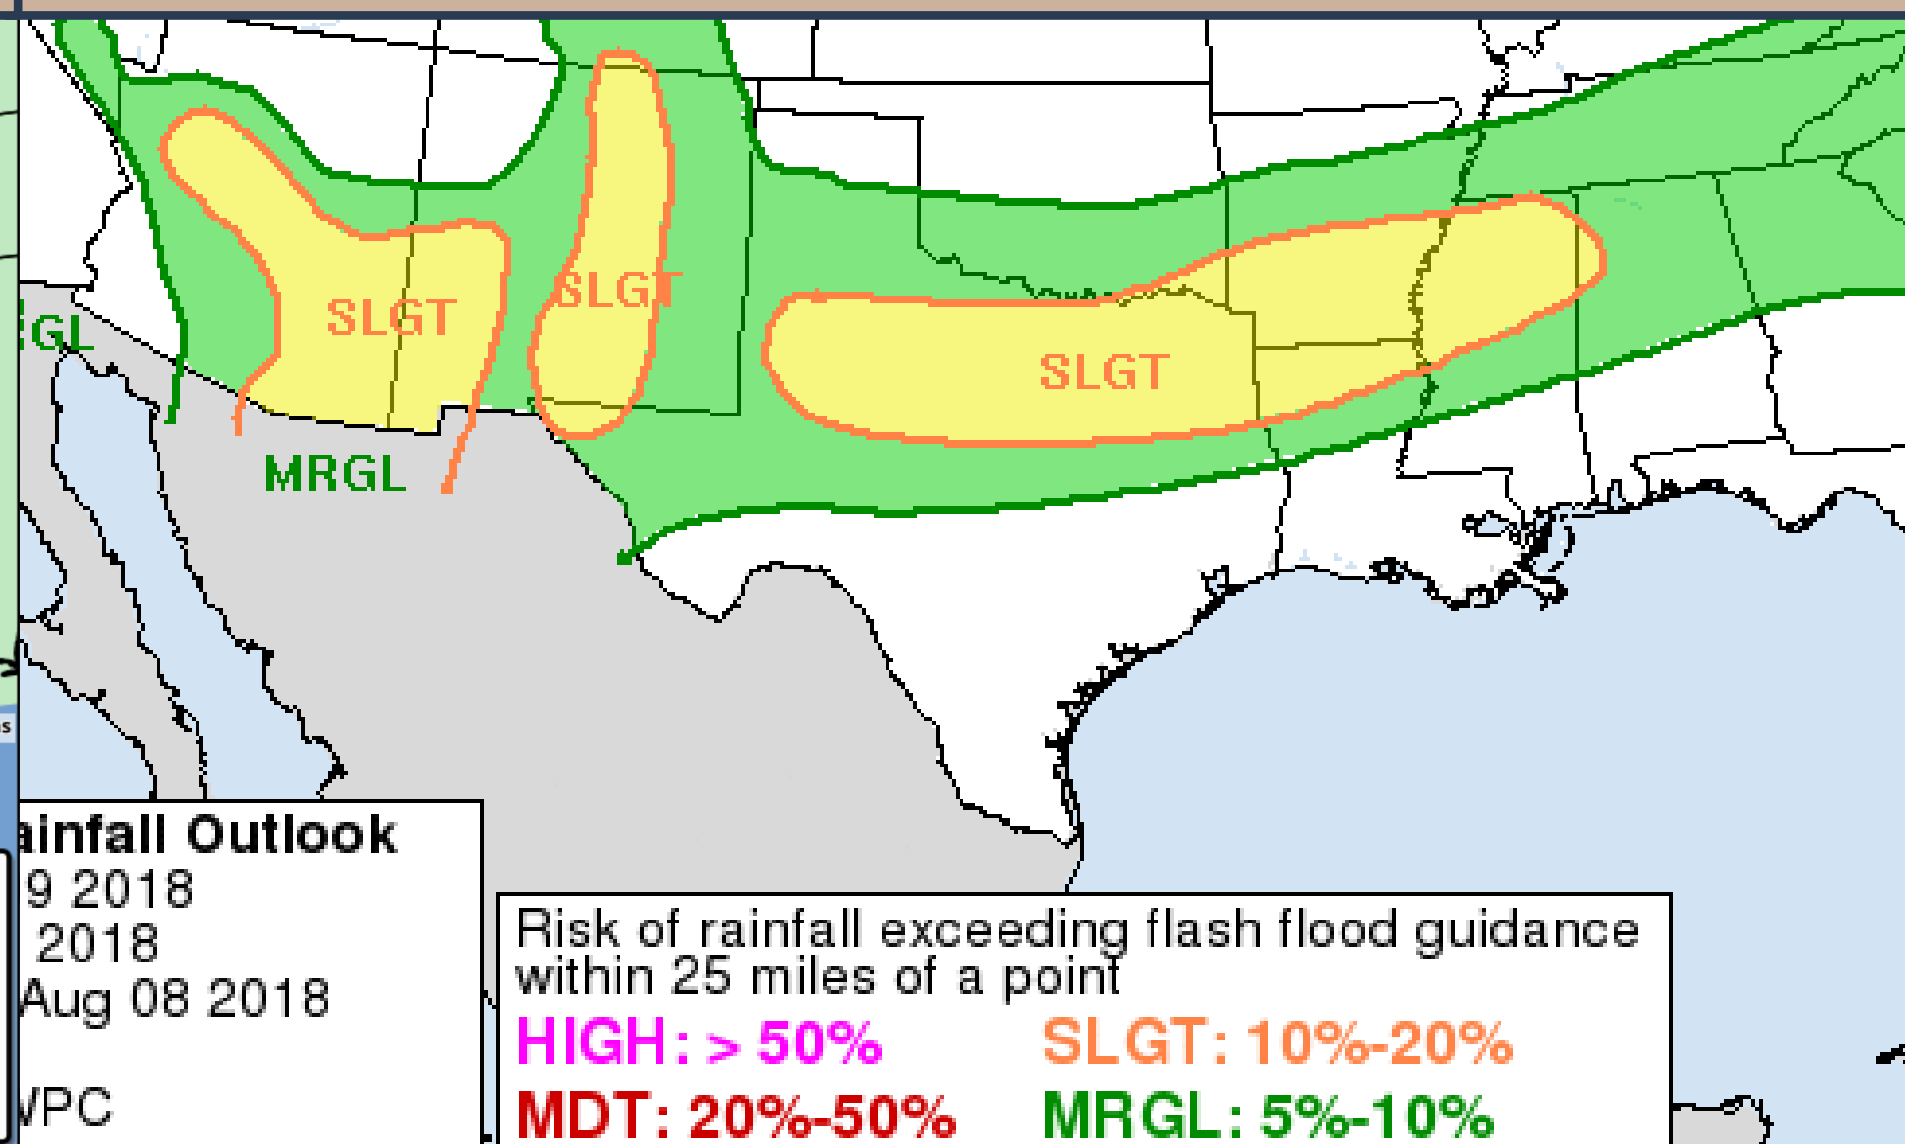 SLGT
SLGT
GL
SLGT
MRGL
ainfall Outlook
9 2018
2018
Aug 08 2018
WPC
Risk of rainfall exceeding flash flood guidance
within 25 miles of a point
HIGH: > 50% SLGT: 10%-20%
MDT: 20%-50% MRGL: 5%-10%